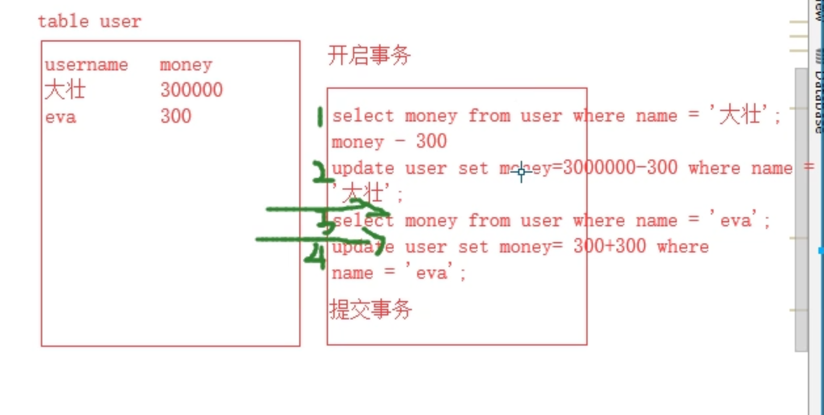 table user
username money
大壮 300000
eva 300
开启事务
1 select money from user where name = '大壮';
money - 300
2 update user set money=3000000-300 where name =
'大壮';
3 select money from user where name = 'eva';
4 update user set money= 300+300 where
name = 'eva';
提交事务
Database